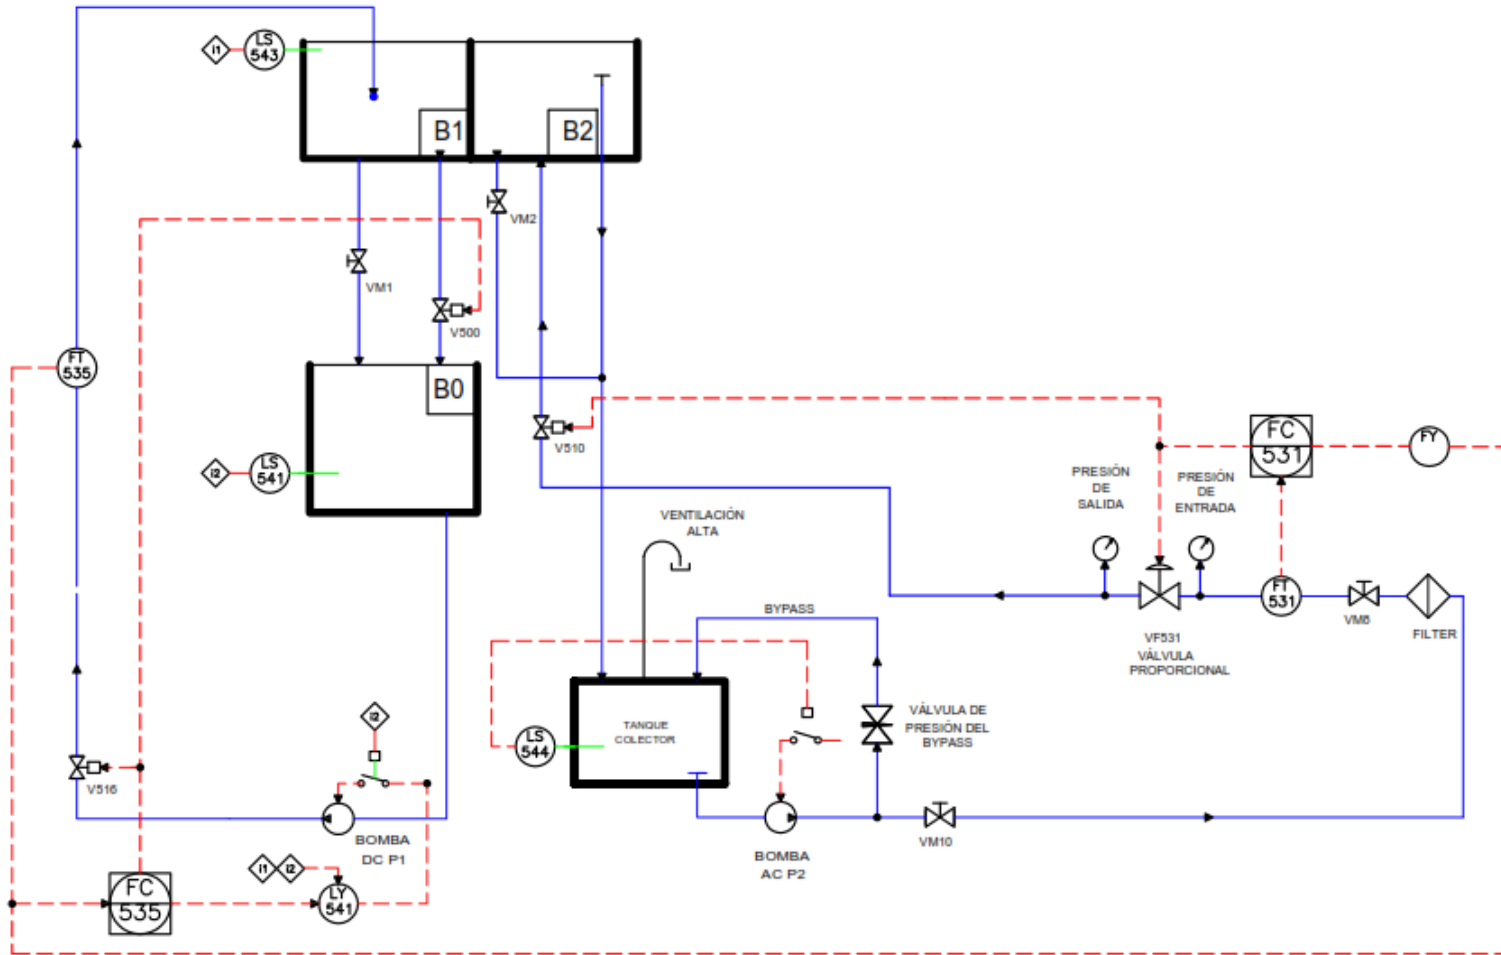 i1
LS
543
B1
B2
VM2
VM1
V500
FT
535
B0
i2
LS
541
V510
FC
531
FY
PRESIÓN
DE
SALIDA
PRESIÓN
DE
ENTRADA
VENTILACIÓN
ALTA
FT
531
VM6
FILTER
BYPASS
VF531
VÁLVULA
PROPORCIONAL
i2
LS
544
TANQUE
COLECTOR
VÁLVULA DE
PRESIÓN DEL
BYPASS
V516
BOMBA
DC P1
VM10
BOMBA
AC P2
i1
i2
FC
535
LY
541